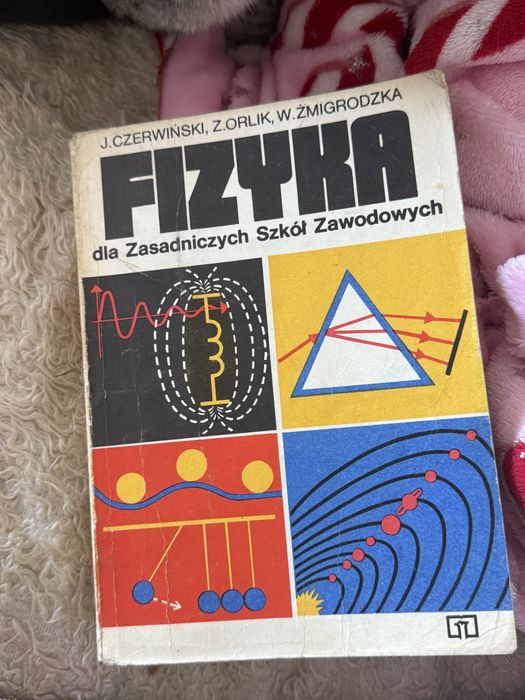 J. CZERWIŃSKI, Z. ORLIK, W. ŻMIGRODZKA
FIZYKA
dla Zasadniczych Szkół Zawodowych